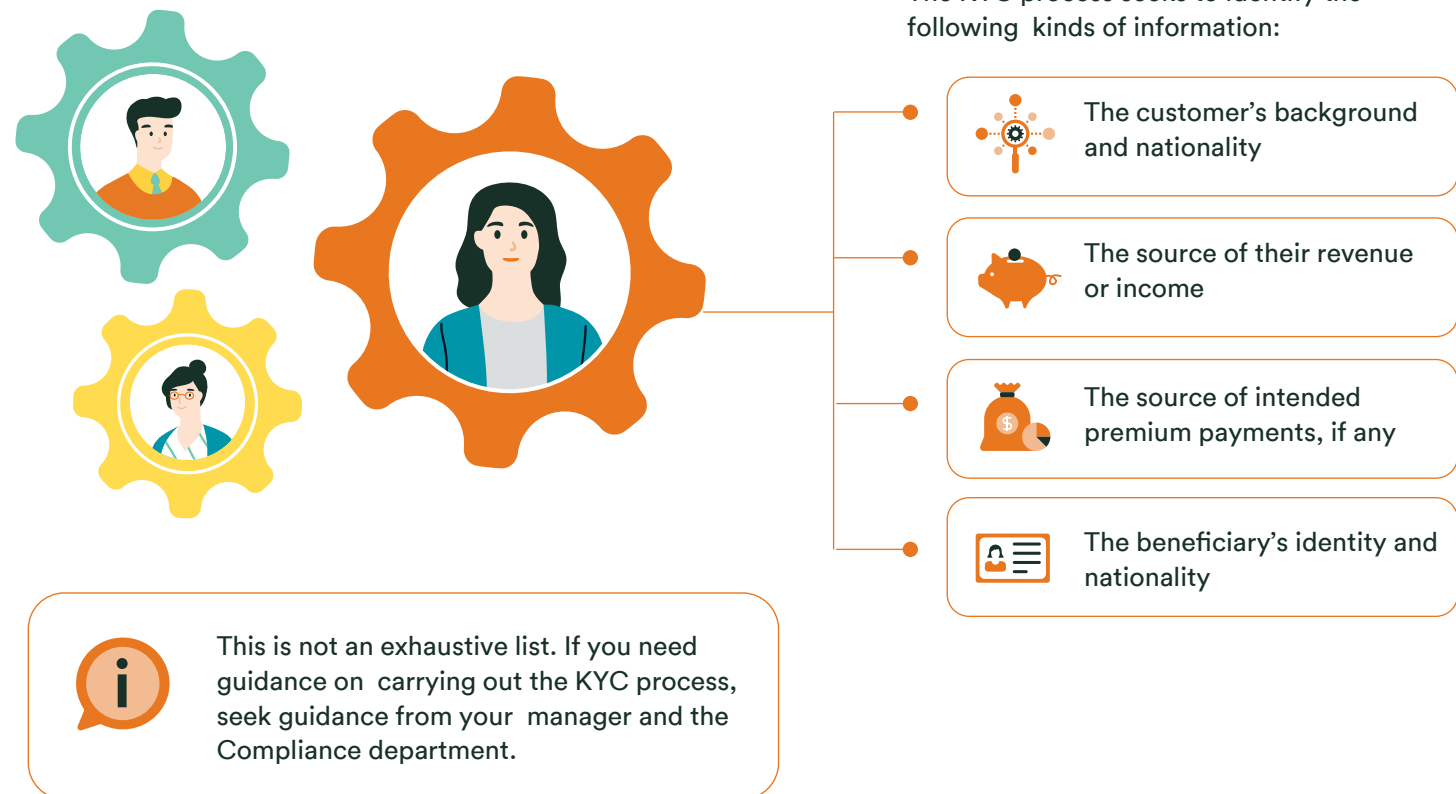 following kinds of information:
The customer’s background
and nationality
The source of their revenue
or income
The source of intended
premium payments, if any
$
The beneficiary’s identity and
nationality
i
This is not an exhaustive list. If you need
guidance on carrying out the KYC process,
seek guidance from your manager and the
Compliance department.